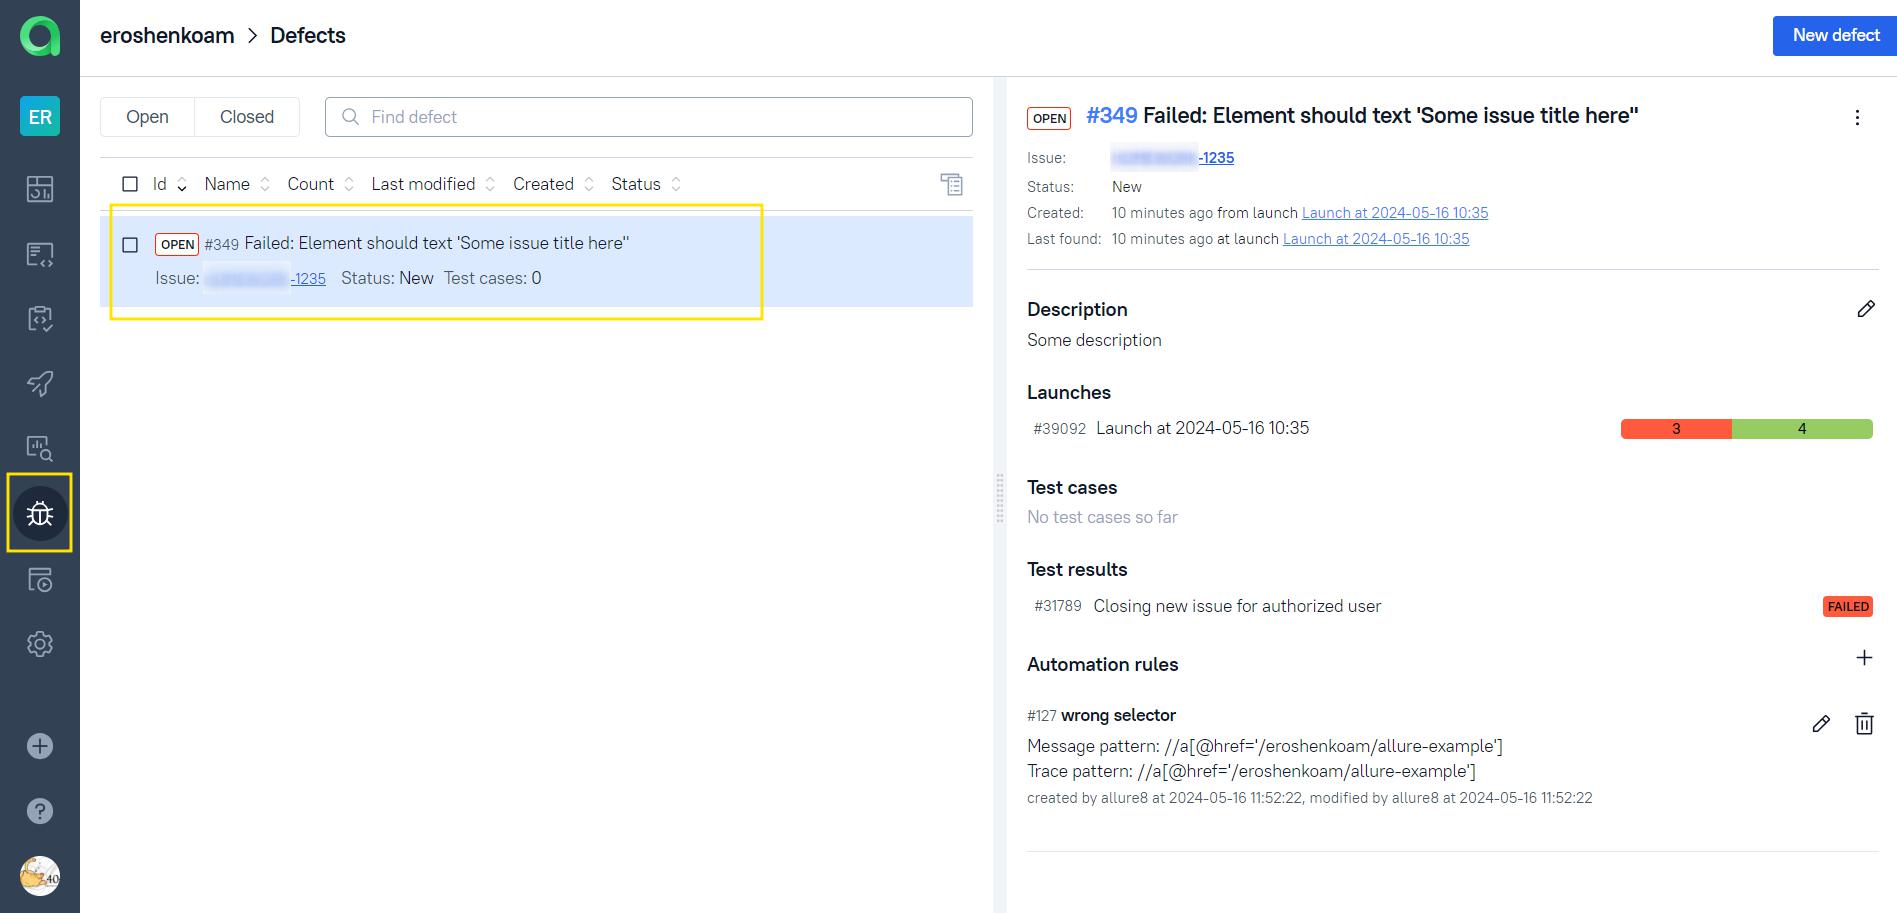 eroshenkoam > Defects
New defect
ER
Open Closed Find defect
Id Name Count Last modified Created Status
OPEN #349 Failed: Element should text 'Some issue title here"
Issue: -1235 Status: New Test cases: 0
OPEN #349 Failed: Element should text 'Some issue title here"
Issue: -1235
Status: New
Created: 10 minutes ago from launch Launch at 2024-05-16 10:35
Last found: 10 minutes ago at launch Launch at 2024-05-16 10:35
Description
Some description
Launches
#39092 Launch at 2024-05-16 10:35 3 4
Test cases
No test cases so far
Test results
#31789 Closing new issue for authorized user FAILED
Automation rules
#127 wrong selector
Message pattern: //a[@href='/eroshenkoam/allure-example']
Trace pattern: //a[@href='/eroshenkoam/allure-example']
created by allure8 at 2024-05-16 11:52:22, modified by allure8 at 2024-05-16 11:52:22
40